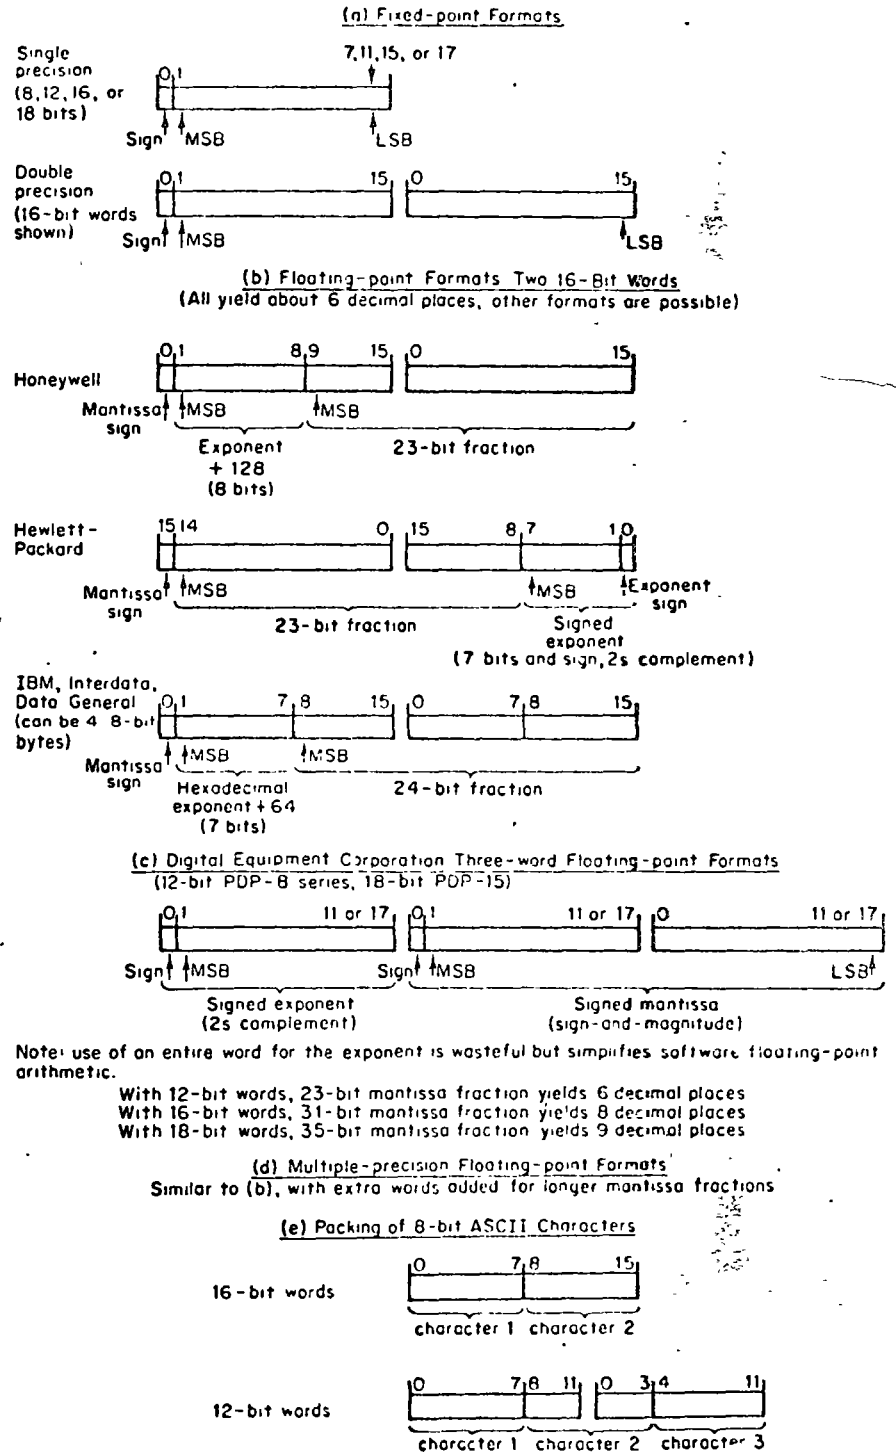 (a) Fixed-point Formats
Single
precision
(8,12,16, or
18 bits)
7,11,15, or 17
0 1
Sign MSB LSB
Double
precision
(16-bit words
shown)
0 1 15 0 15
Sign MSB LSB
(b) Floating-point Formats Two 16-Bit Words
(All yield about 6 decimal places, other formats are possible)
Honeywell
0 1 8 9 15 0 15
Mantissa
sign
MSB MSB
Exponent
+ 128
(8 bits)
23-bit fraction
Hewlett-
Packard
15 14 0 15 8 7 1 0
Mantissa
sign
MSB MSB
Exponent
sign
23-bit fraction
Signed
exponent
(7 bits and sign, 2s complement)
IBM, Interdata,
Data General
(can be 4 8-bit
bytes)
0 1 7 8 15 0 7 8 15
Mantissa
sign
MSB MSB
Hexadecimal
exponent + 64
(7 bits)
24-bit fraction
(c) Digital Equipment Corporation Three-word Floating-point Formats
(12-bit PDP-8 series, 18-bit PDP-15)
0 1 11 or 17 0 1 11 or 17 0 11 or 17
Sign MSB Sign MSB LSB
Signed exponent
(2s complement)
Signed mantissa
(sign-and-magnitude)
Note: use of an entire word for the exponent is wasteful but simplifies software floating-point
arithmetic.
With 12-bit words, 23-bit mantissa fraction yields 6 decimal places
With 16-bit words, 31-bit mantissa fraction yields 8 decimal places
With 18-bit words, 35-bit mantissa fraction yields 9 decimal places
(d) Multiple-precision Floating-point Formats
Similar to (b), with extra words added for longer mantissa fractions
(e) Packing of 8-bit ASCII Characters
16-bit words
0 7 8 15
character 1 character 2
12-bit words
0 7 8 11 0 3 4 11
character 1 character 2 character 3